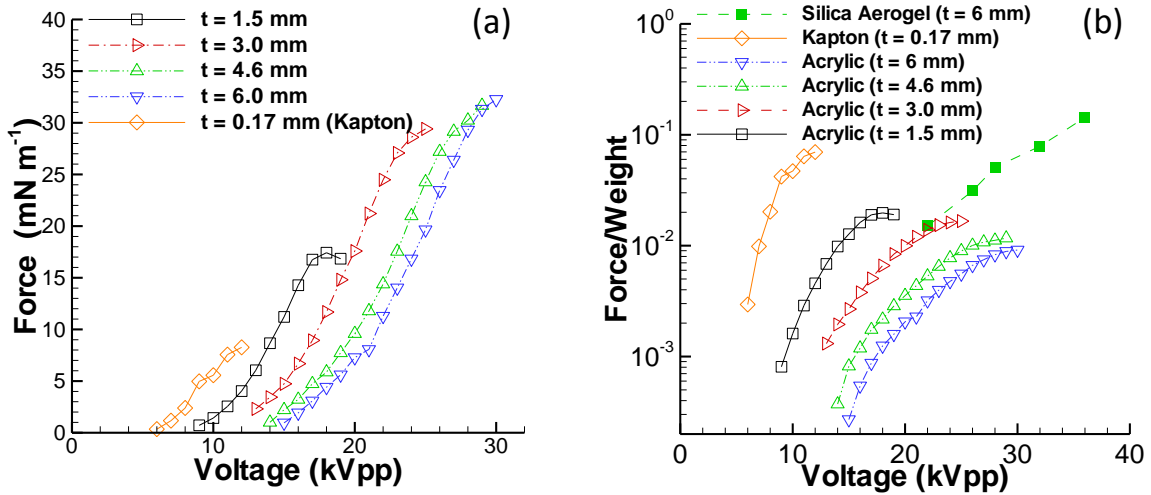 (a)
t = 1.5 mm
t = 3.0 mm
t = 4.6 mm
t = 6.0 mm
t = 0.17 mm (Kapton)
Force (mN m⁻¹)
40
35
30
25
20
15
10
5
0
0 10 20 30
Voltage (kVpp)
(b)
Silica Aerogel (t = 6 mm)
Kapton (t = 0.17 mm)
Acrylic (t = 6 mm)
Acrylic (t = 4.6 mm)
Acrylic (t = 3.0 mm)
Acrylic (t = 1.5 mm)
Force/Weight
10⁰
10⁻¹
10⁻²
10⁻³
0 10 20 30 40
Voltage (kVpp)